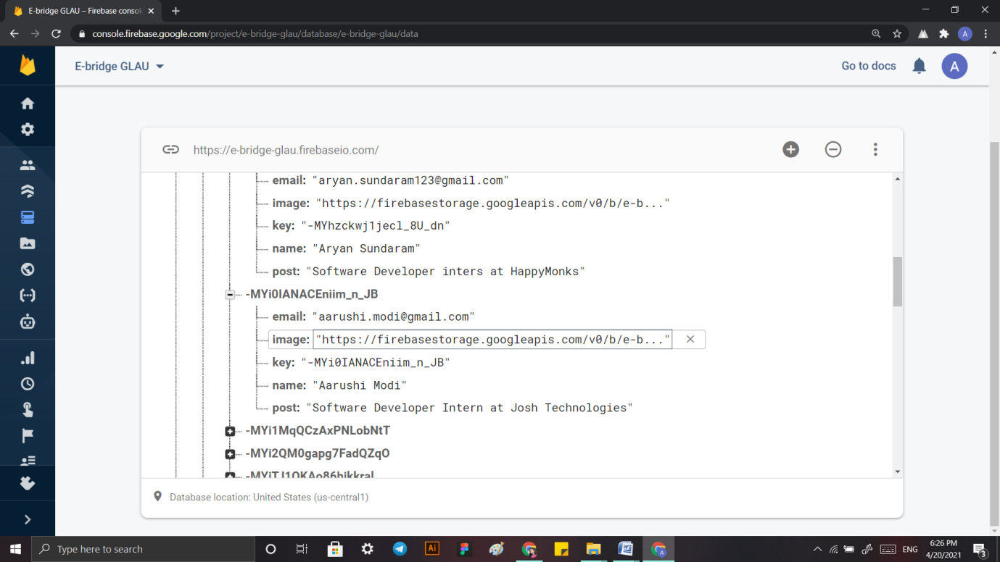 E-bridge GLAU – Firebase consol
console.firebase.google.com/project/e-bridge-glau/database/e-bridge-glau/data
A
E-bridge GLAU
Go to docs
A
https://e-bridge-glau.firebaseio.com/
email: "aryan.sundaram123@gmail.com"
image: "https://firebasestorage.googleapis.com/v0/b/e-b..."
key: "-MYhzckwj1jecl_8U_dn"
name: "Aryan Sundaram"
post: "Software Developer inters at HappyMonks"
-MYi0IANACEniim_n_JB
email: "aarushi.modi@gmail.com"
image: "https://firebasestorage.googleapis.com/v0/b/e-b..."
key: "-MYi0IANACEniim_n_JB"
name: "Aarushi Modi"
post: "Software Developer Intern at Josh Technologies"
-MYi1MqQCzAxPNLobNtT
-MYi2QM0gapg7FadQZqO
Database location: United States (us-central1)
Type here to search
Ai
A
ENG
6:26 PM
4/20/2021
3